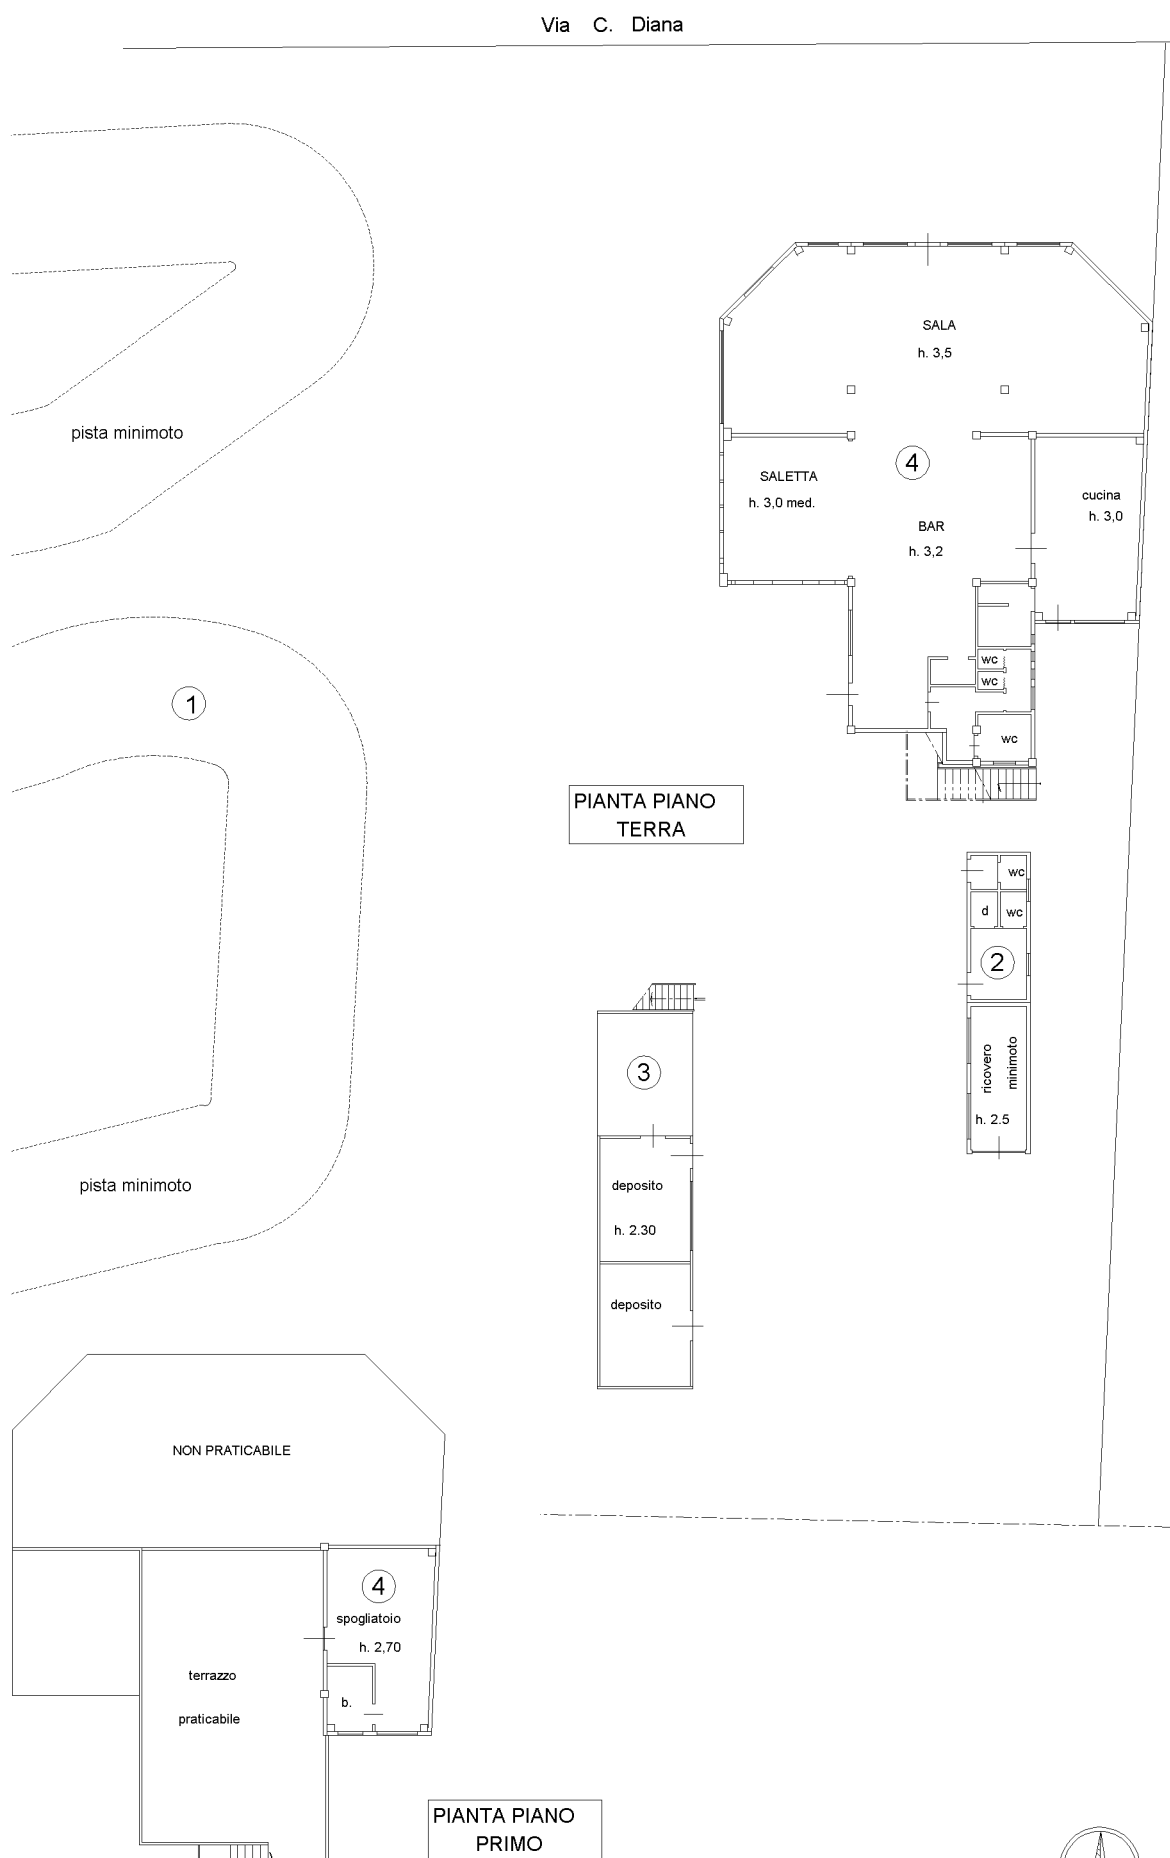 Via C. Diana
SALA
h. 3,5
pista minimoto
4
SALETTA
h. 3,0 med.
cucina
h. 3,0
BAR
h. 3,2
wc
wc
1
wc
PIANTA PIANO
TERRA
wc
d
wc
2
3
ricovero
minimoto
h. 2.5
deposito
h. 2.30
pista minimoto
deposito
NON PRATICABILE
4
spogliatoio
h. 2,70
terrazzo
praticabile
b.
PIANTA PIANO
PRIMO